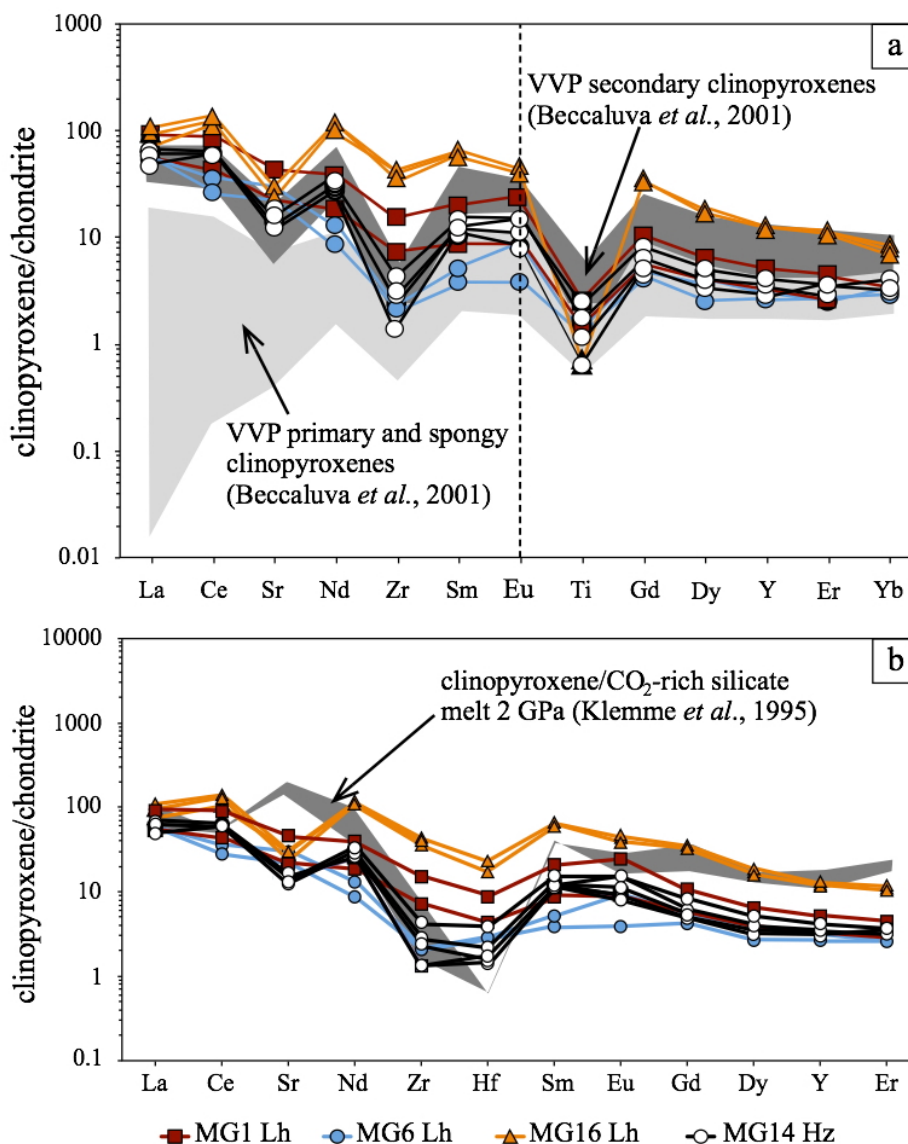 1000
a
VVP secondary clinopyroxenes
(Beccaluva et al., 2001)
100
10
1
0.1
0.01
clinopyroxene/chondrite
VVP primary and spongy
clinopyroxenes
(Beccaluva et al., 2001)
La Ce Sr Nd Zr Sm Eu Ti Gd Dy Y Er Yb
10000
b
clinopyroxene/CO₂-rich silicate
melt 2 GPa (Klemme et al., 1995)
1000
100
10
1
0.1
clinopyroxene/chondrite
La Ce Sr Nd Zr Hf Sm Eu Gd Dy Y Er
MG1 Lh MG6 Lh MG16 Lh MG14 Hz